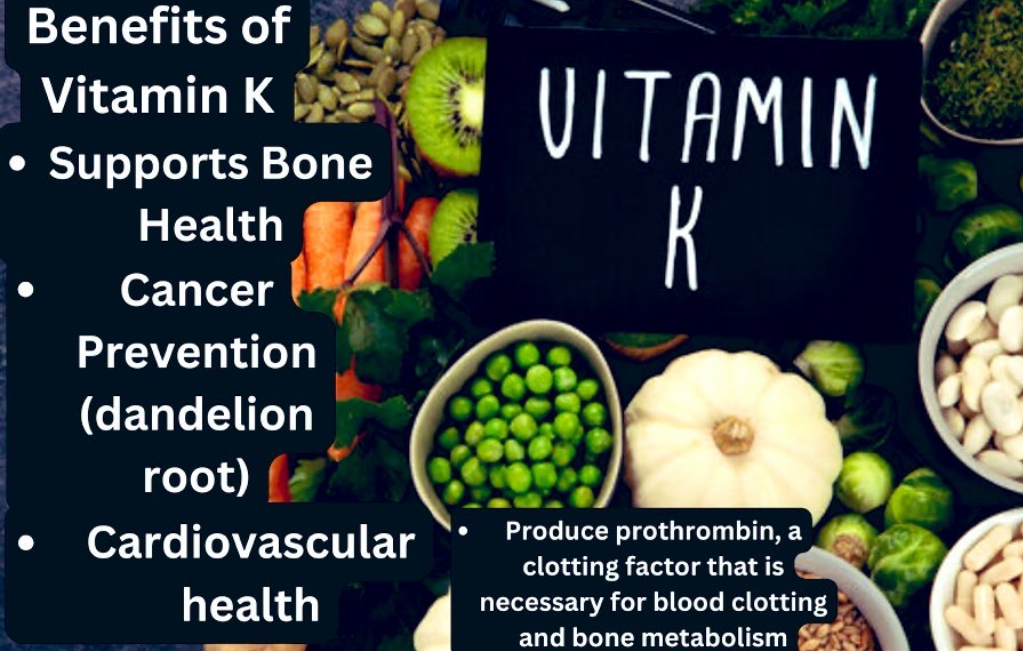 Benefits of
Vitamin K
• Supports Bone
Health
• Cancer
Prevention
(dandelion
root)
• Cardiovascular
health
VITAMIN
K
• Produce prothrombin, a
clotting factor that is
necessary for blood clotting
and bone metabolism